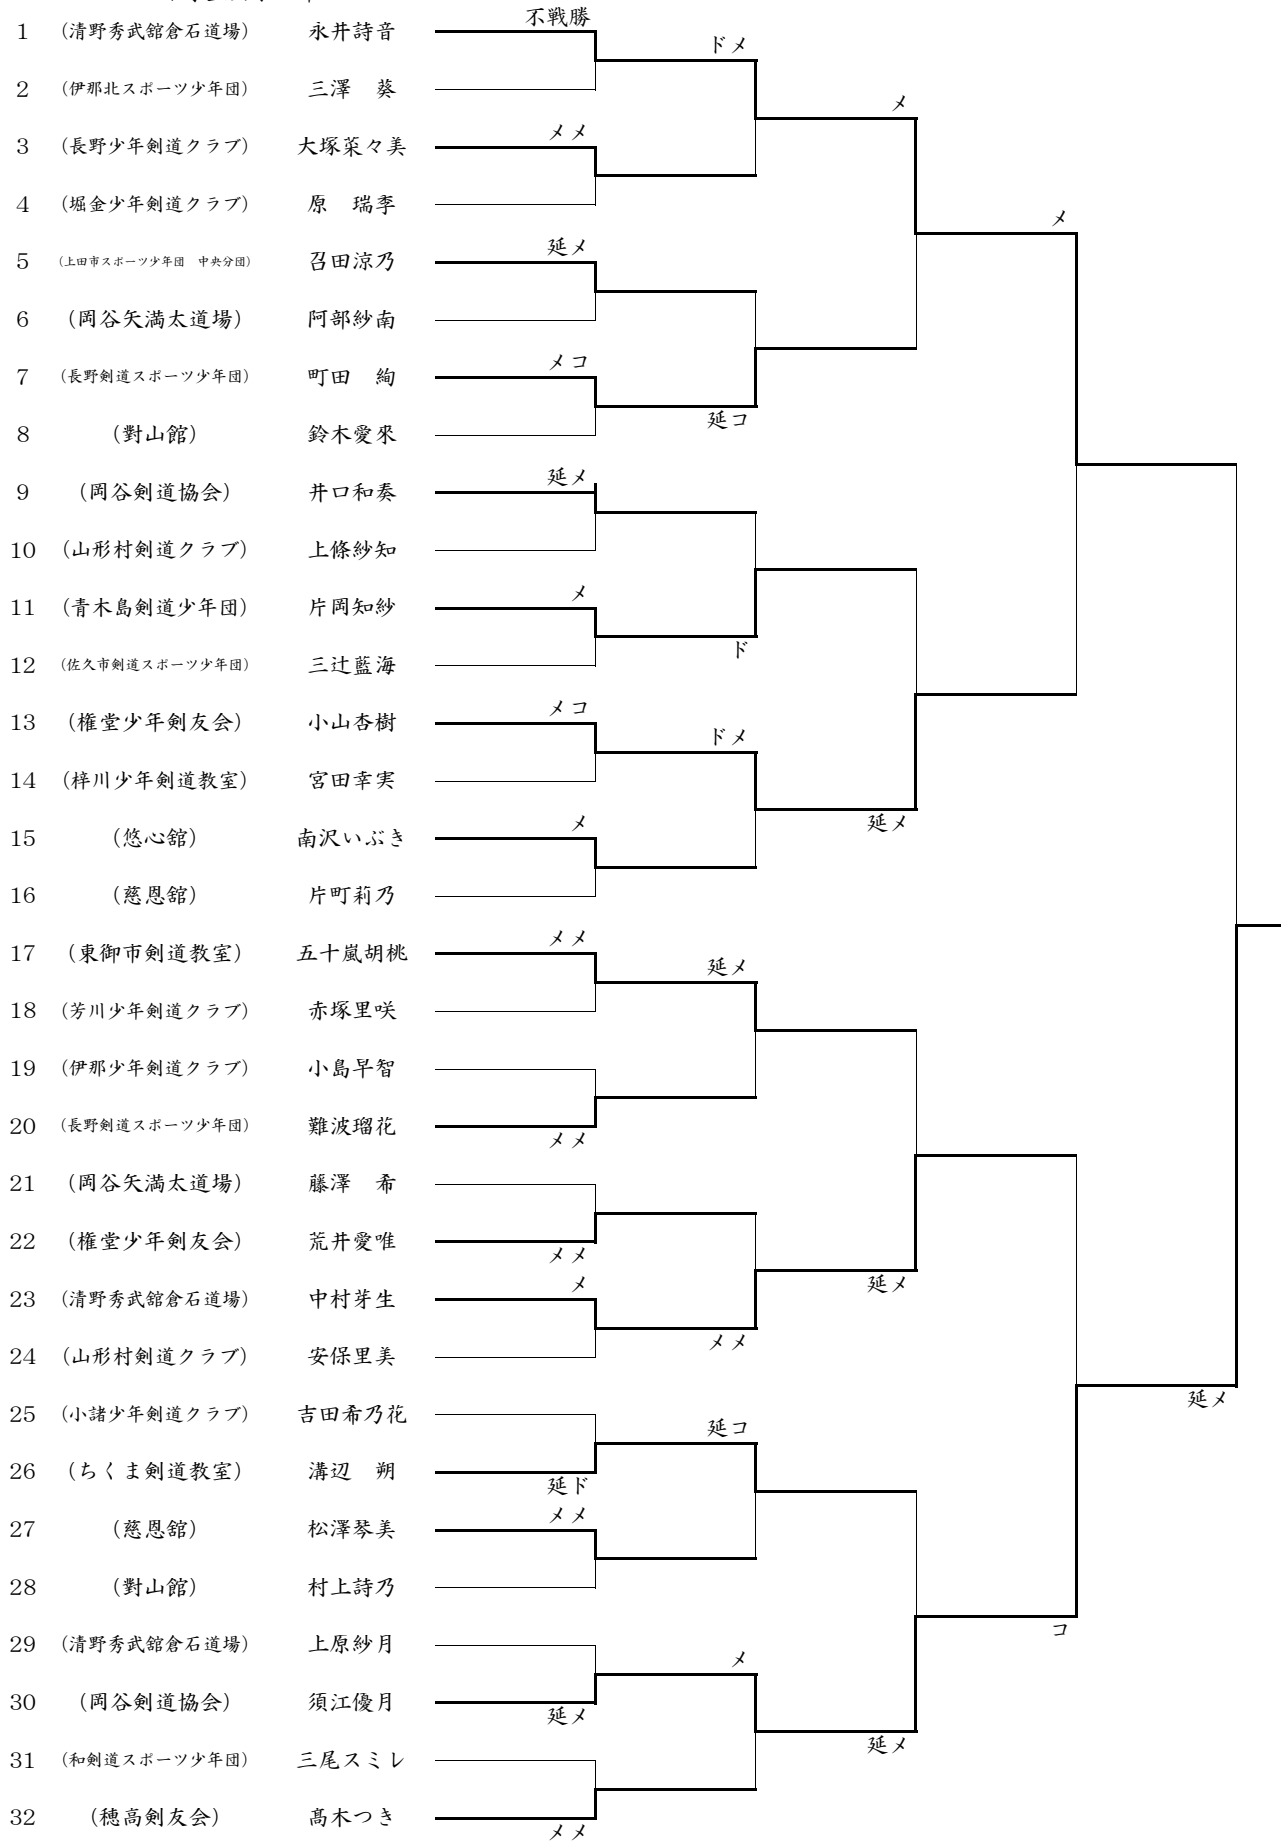 不戦勝
1 （清野秀武舘倉石道場） 永井詩音
ドメ
2 （伊那北スポーツ少年団） 三澤　葵
メ
メメ
3 （長野少年剣道クラブ） 大塚菜々美
4 （堀金少年剣道クラブ） 原　瑞季
メ
延メ
5 （上田市スポーツ少年団　中央分団） 召田涼乃
6 （岡谷矢満太道場） 阿部紗南
メコ
7 （長野剣道スポーツ少年団） 町田　絢
延コ
8 （對山館） 鈴木愛來
延メ
9 （岡谷剣道協会） 井口和奏
10 （山形村剣道クラブ） 上條紗知
メ
11 （青木島剣道少年団） 片岡知紗
ド
12 （佐久市剣道スポーツ少年団） 三辻藍海
メコ
13 （権堂少年剣友会） 小山杏樹
ドメ
14 （梓川少年剣道教室） 宮田幸実
メ
延メ
15 （悠心舘） 南沢いぶき
16 （慈恩舘） 片町莉乃
メメ
17 （東御市剣道教室） 五十嵐胡桃
延メ
18 （芳川少年剣道クラブ） 赤塚里咲
19 （伊那少年剣道クラブ） 小島早智
20 （長野剣道スポーツ少年団） 難波瑠花
メメ
21 （岡谷矢満太道場） 藤澤　希
22 （権堂少年剣友会） 荒井愛唯
メメ
メ
延メ
23 （清野秀武舘倉石道場） 中村芽生
メメ
24 （山形村剣道クラブ） 安保里美
延メ
25 （小諸少年剣道クラブ） 吉田希乃花
延コ
26 （ちくま剣道教室） 溝辺　朔
延ド
メメ
27 （慈恩舘） 松澤琴美
28 （對山館） 村上詩乃
コ
29 （清野秀武舘倉石道場） 上原紗月
メ
30 （岡谷剣道協会） 須江優月
延メ
延メ
31 （和剣道スポーツ少年団） 三尾スミレ
32 （穂高剣友会） 髙木つき
メメ